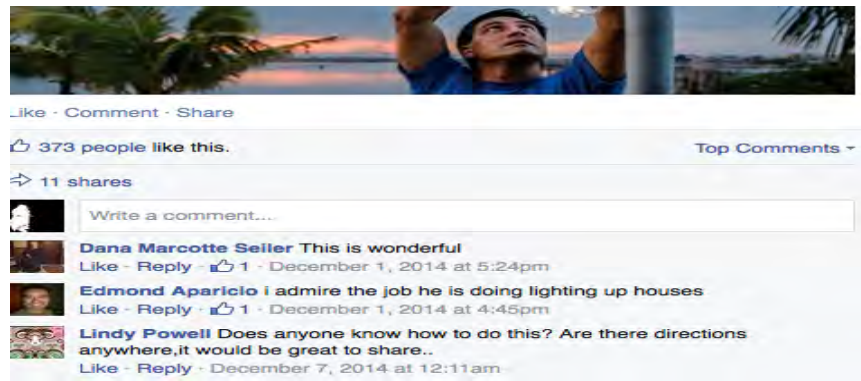 Like · Comment · Share
373 people like this.
Top Comments
11 shares
Write a comment...
Dana Marcotte Seiler This is wonderful
Like · Reply · 1 · December 1, 2014 at 5:24pm
Edmond Aparicio i admire the job he is doing lighting up houses
Like · Reply · 1 · December 1, 2014 at 4:45pm
Lindy Powell Does anyone know how to do this? Are there directions
anywhere,it would be great to share..
Like · Reply · December 7, 2014 at 12:11am